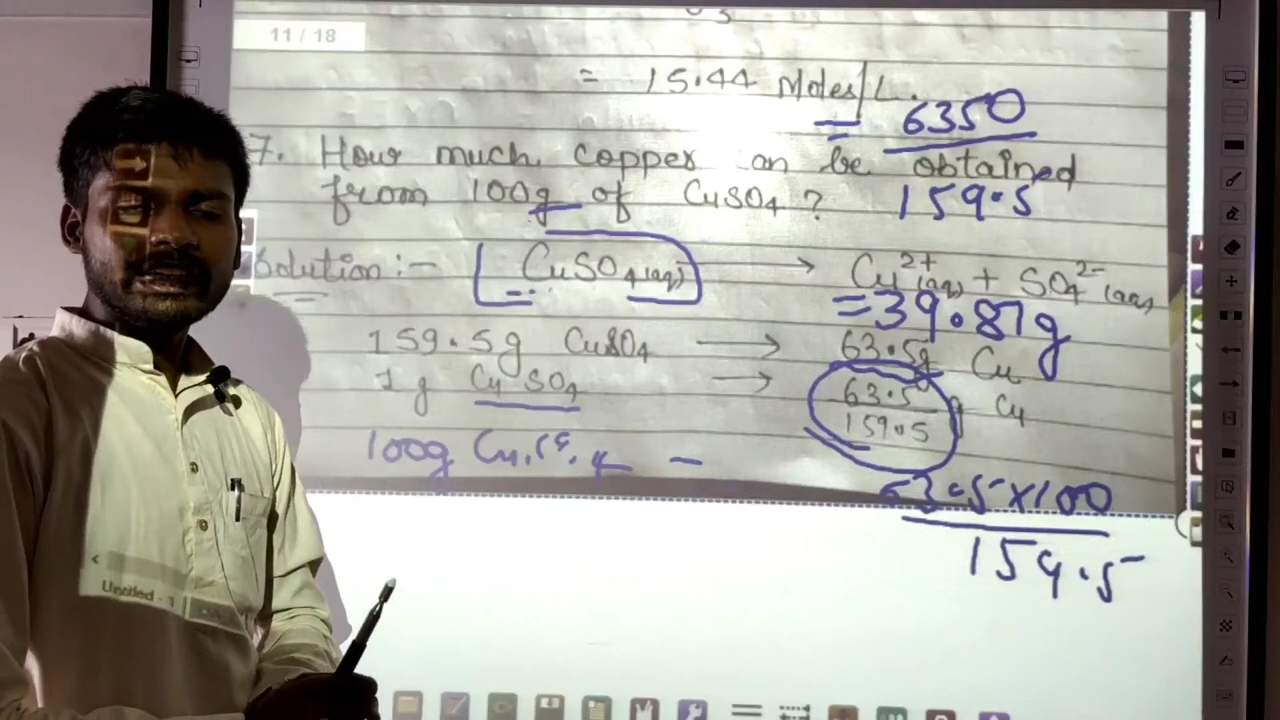 11 / 18
= 15.44 Moles/L.
= 6350
159.5
7. How much copper can be obtained
from 100g of CuSO4 ?
Solution :- CuSO4(aq) → Cu2+(aq) + SO42-(aq)
= 39.81g
159.5g CuSO4 → 63.5g Cu
1g CuSO4 → 63.5/159.5 g Cu
100g CuSO4 -
63.5×100
159.5
Untitled - 1